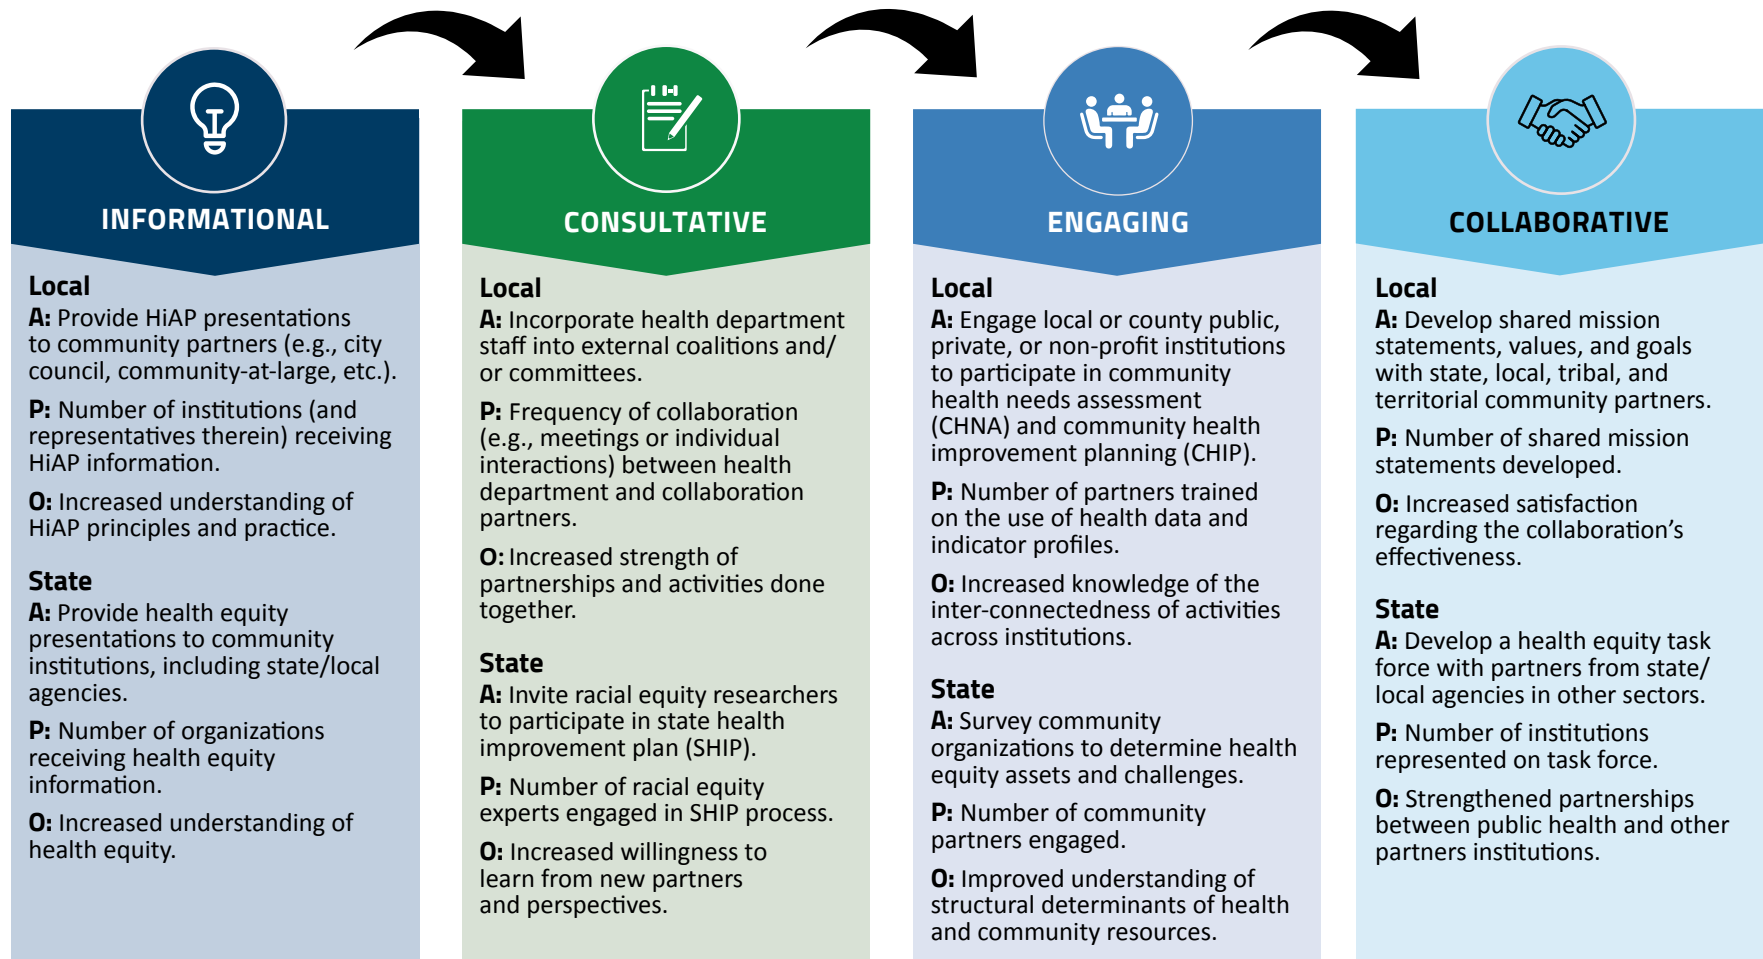 INFORMATIONAL
Local
A: Provide HiAP presentations
to community partners (e.g., city
council, community-at-large, etc.).
P: Number of institutions (and
representatives therein) receiving
HiAP information.
O: Increased understanding of
HiAP principles and practice.
State
A: Provide health equity
presentations to community
institutions, including state/local
agencies.
P: Number of organizations
receiving health equity
information.
O: Increased understanding of
health equity.
CONSULTATIVE
Local
A: Incorporate health department
staff into external coalitions and/
or committees.
P: Frequency of collaboration
(e.g., meetings or individual
interactions) between health
department and collaboration
partners.
O: Increased strength of
partnerships and activities done
together.
State
A: Invite racial equity researchers
to participate in state health
improvement plan (SHIP).
P: Number of racial equity
experts engaged in SHIP process.
O: Increased willingness to
learn from new partners
and perspectives.
ENGAGING
Local
A: Engage local or county public,
private, or non-profit institutions
to participate in community
health needs assessment
(CHNA) and community health
improvement planning (CHIP).
P: Number of partners trained
on the use of health data and
indicator profiles.
O: Increased knowledge of the
inter-connectedness of activities
across institutions.
State
A: Survey community
organizations to determine health
equity assets and challenges.
P: Number of community
partners engaged.
O: Improved understanding of
structural determinants of health
and community resources.
COLLABORATIVE
Local
A: Develop shared mission
statements, values, and goals
with state, local, tribal, and
territorial community partners.
P: Number of shared mission
statements developed.
O: Increased satisfaction
regarding the collaboration's
effectiveness.
State
A: Develop a health equity task
force with partners from state/
local agencies in other sectors.
P: Number of institutions
represented on task force.
O: Strengthened partnerships
between public health and other
partners institutions.